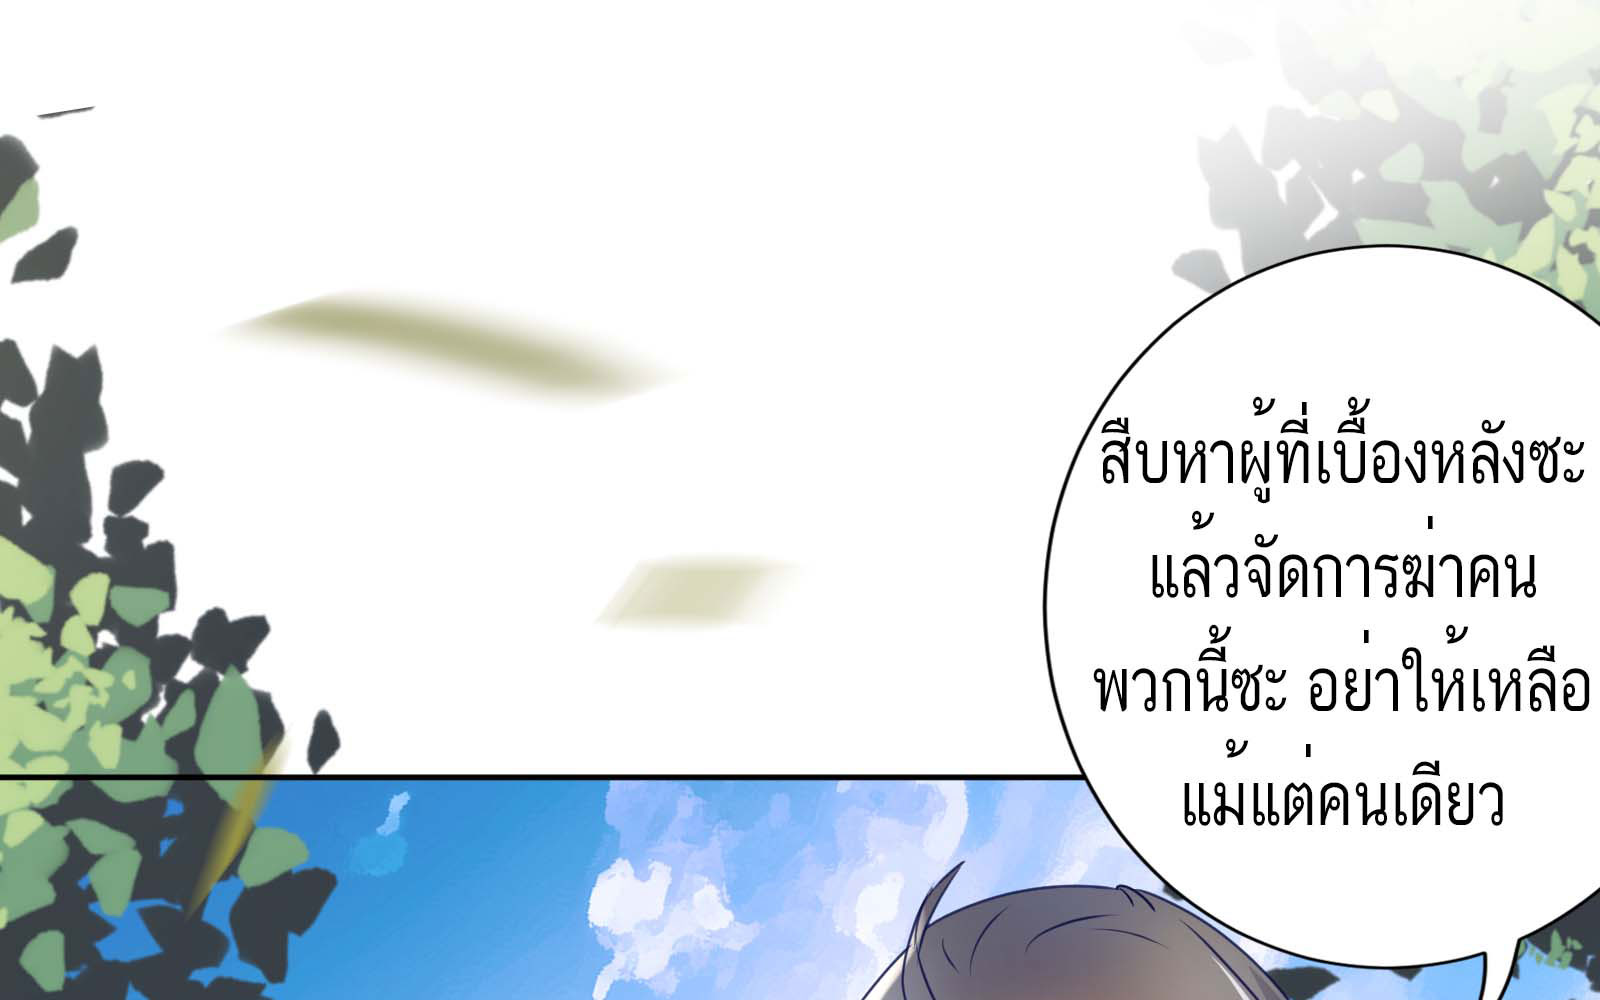 สืบหาผู้ที่เบื้องหลังซะ
แล้วจัดการฆ่าคน
พวกนี้ซะ อย่าให้เหลือ
แม้แต่คนเดียว